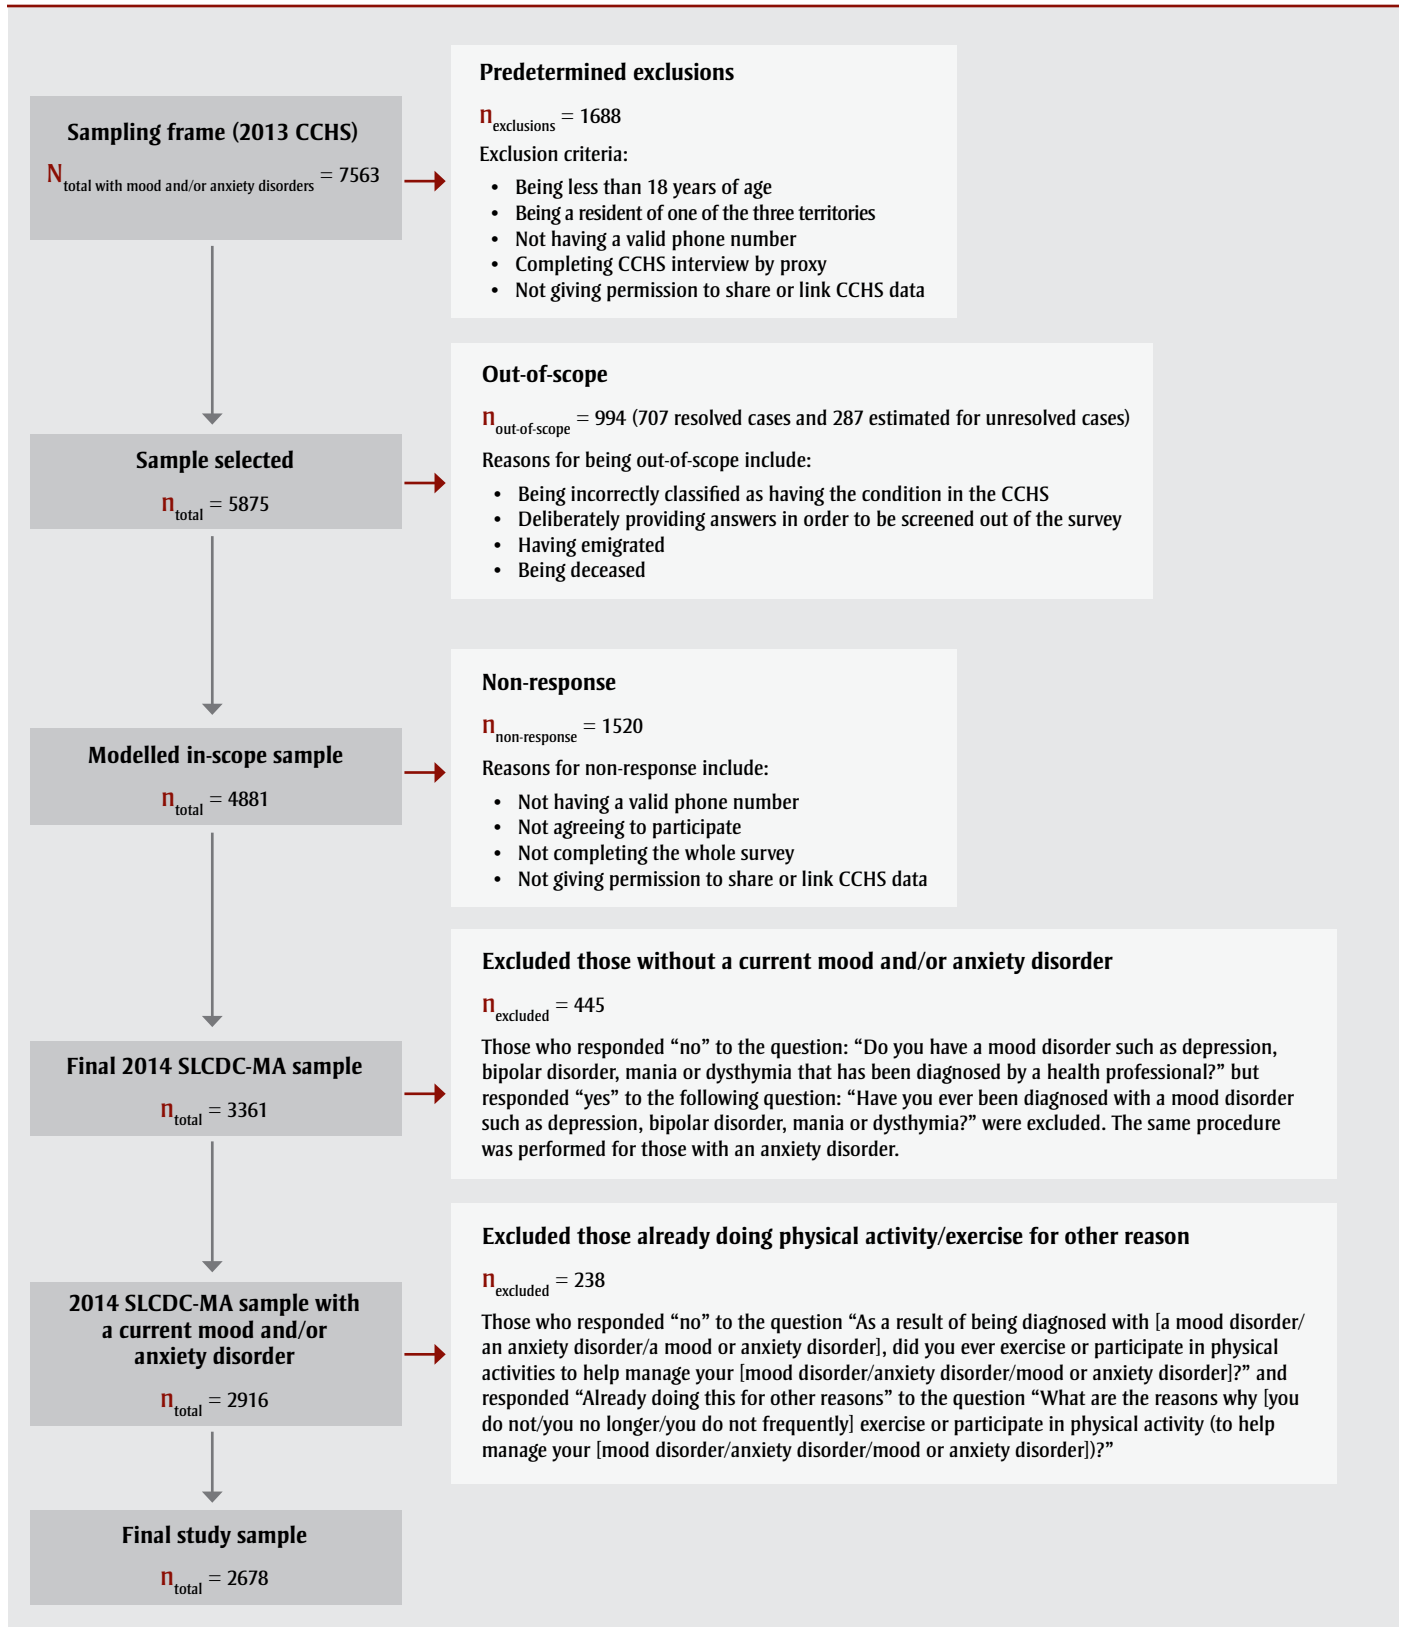 Sampling frame (2013 CCHS)
N total with mood and/or anxiety disorders = 7563
Predetermined exclusions
n exclusions = 1688
Exclusion criteria:
• Being less than 18 years of age
• Being a resident of one of the three territories
• Not having a valid phone number
• Completing CCHS interview by proxy
• Not giving permission to share or link CCHS data
Sample selected
n total = 5875
Out-of-scope
n out-of-scope = 994 (707 resolved cases and 287 estimated for unresolved cases)
Reasons for being out-of-scope include:
• Being incorrectly classified as having the condition in the CCHS
• Deliberately providing answers in order to be screened out of the survey
• Having emigrated
• Being deceased
Modelled in-scope sample
n total = 4881
Non-response
n non-response = 1520
Reasons for non-response include:
• Not having a valid phone number
• Not agreeing to participate
• Not completing the whole survey
• Not giving permission to share or link CCHS data
Final 2014 SLCDC-MA sample
n total = 3361
Excluded those without a current mood and/or anxiety disorder
n excluded = 445
Those who responded “no” to the question: “Do you have a mood disorder such as depression,
bipolar disorder, mania or dysthymia that has been diagnosed by a health professional?” but
responded “yes” to the following question: “Have you ever been diagnosed with a mood disorder
such as depression, bipolar disorder, mania or dysthymia?” were excluded. The same procedure
was performed for those with an anxiety disorder.
2014 SLCDC-MA sample with
a current mood and/or
anxiety disorder
n total = 2916
Excluded those already doing physical activity/exercise for other reason
n excluded = 238
Those who responded “no” to the question “As a result of being diagnosed with [a mood disorder/
an anxiety disorder/a mood or anxiety disorder], did you ever exercise or participate in physical
activities to help manage your [mood disorder/anxiety disorder/mood or anxiety disorder]?” and
responded “Already doing this for other reasons” to the question “What are the reasons why [you
do not/you no longer/you do not frequently] exercise or participate in physical activity (to help
manage your [mood disorder/anxiety disorder/mood or anxiety disorder])?”
Final study sample
n total = 2678